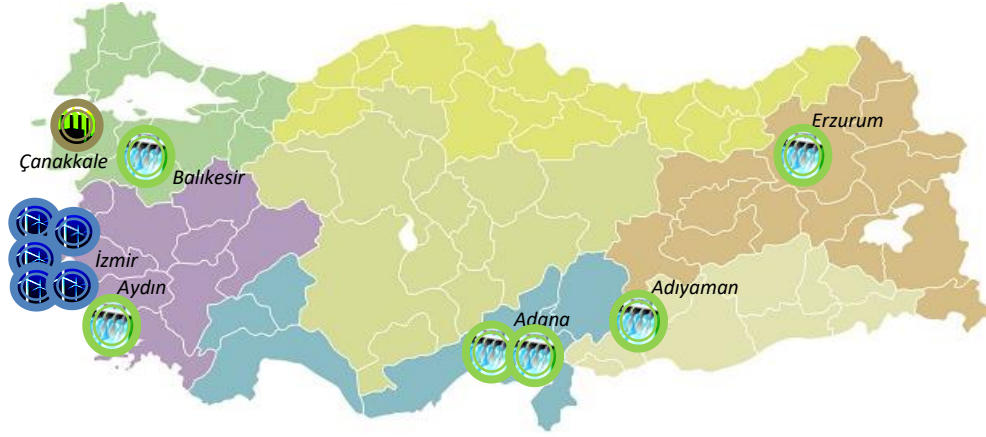 Erzurum
Çanakkale
Balıkesir
İzmir
Aydın
Adıyaman
Adana